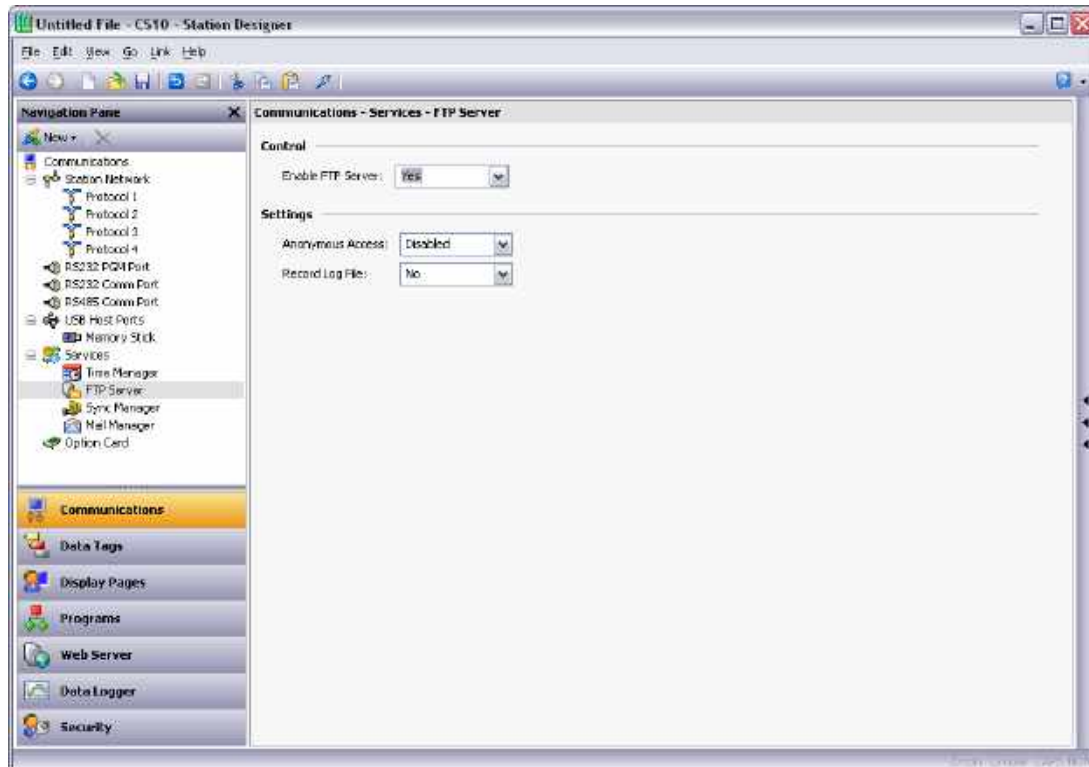 Untitled File - CS10 - Station Designer
File Edit View Go Link Help
Navigation Pane
New
Communications
Station Network
Protocol 1
Protocol 2
Protocol 3
Protocol 4
RS232 PGM Port
RS232 Comm Port
RS485 Comm Port
USB Host Ports
Memory Stick
Services
Time Manager
FTP Server
Sync Manager
Mail Manager
Option Card
Communications
Data Tags
Display Pages
Programs
Web Server
Data Logger
Security
Communications - Services - FTP Server
Control
Enable FTP Server: Yes
Settings
Anonymous Access: Disabled
Record Log File: No